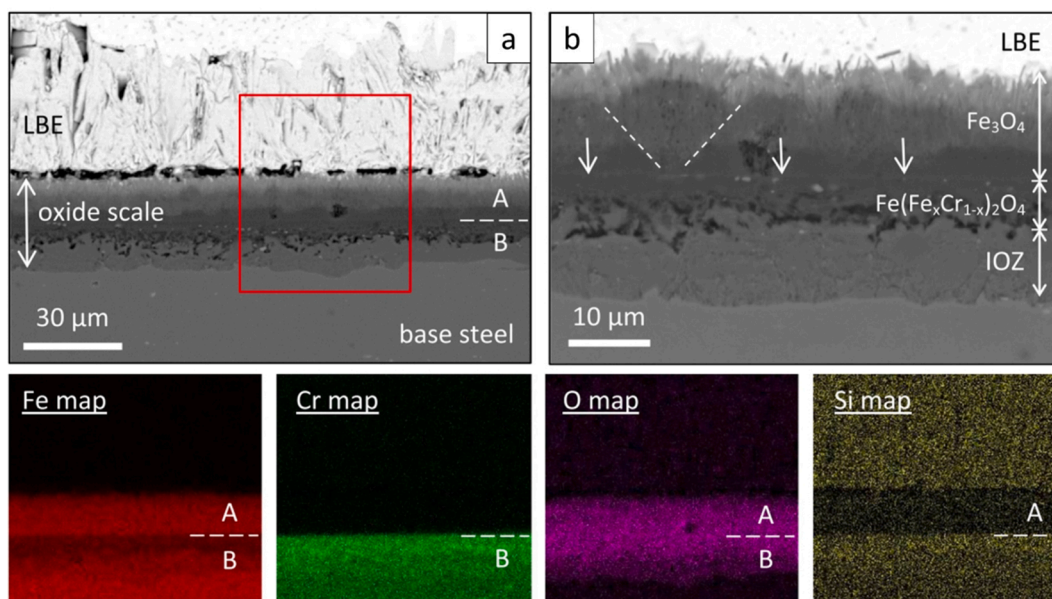 a
LBE
oxide scale
A
B
30 µm
base steel
b
LBE
Fe₃O₄
Fe(FeₓCr₁₋ₓ)₂O₄
IOZ
10 µm
Fe map
A
B
Cr map
O map
A
B
Si map
A